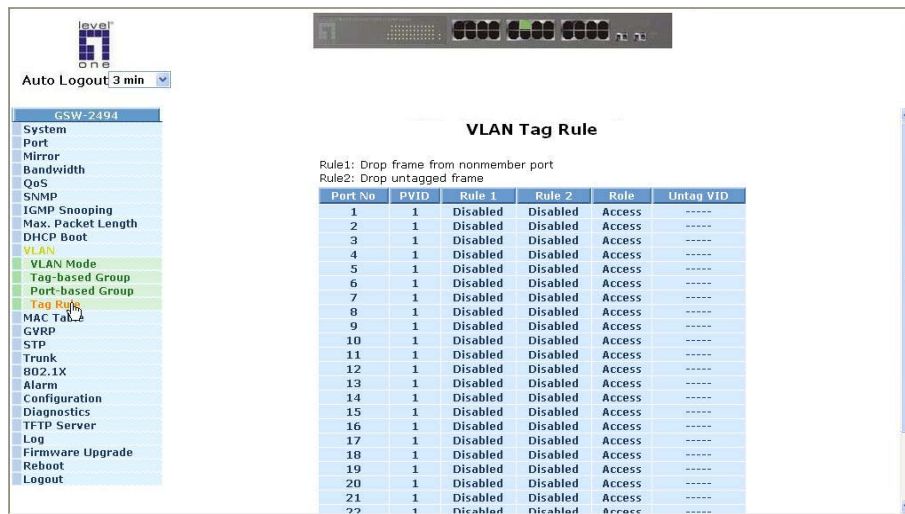 level
one
Auto Logout 3 min
GSW-2494
System
Port
Mirror
Bandwidth
QoS
SNMP
IGMP Snooping
Max. Packet Length
DHCP Boot
VLAN
VLAN Mode
Tag-based Group
Port-based Group
Tag Rule
MAC Table
GVRP
STP
Trunk
802.1X
Alarm
Configuration
Diagnostics
TFTP Server
Log
Firmware Upgrade
Reboot
Logout
VLAN Tag Rule
Rule1: Drop frame from nonmember port
Rule2: Drop untagged frame
Port No PVID Rule 1 Rule 2 Role Untag VID
1 1 Disabled Disabled Access -----
2 1 Disabled Disabled Access -----
3 1 Disabled Disabled Access -----
4 1 Disabled Disabled Access -----
5 1 Disabled Disabled Access -----
6 1 Disabled Disabled Access -----
7 1 Disabled Disabled Access -----
8 1 Disabled Disabled Access -----
9 1 Disabled Disabled Access -----
10 1 Disabled Disabled Access -----
11 1 Disabled Disabled Access -----
12 1 Disabled Disabled Access -----
13 1 Disabled Disabled Access -----
14 1 Disabled Disabled Access -----
15 1 Disabled Disabled Access -----
16 1 Disabled Disabled Access -----
17 1 Disabled Disabled Access -----
18 1 Disabled Disabled Access -----
19 1 Disabled Disabled Access -----
20 1 Disabled Disabled Access -----
21 1 Disabled Disabled Access -----
22 1 Disabled Disabled Access -----